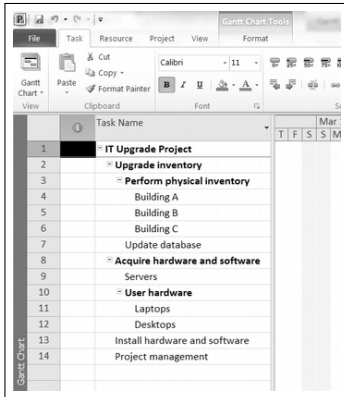 Gantt Chart Tools
File Task Resource Project View Format
Cut
Copy
Format Painter
Gantt Chart
Paste
Calibri 11
B I U A
View Clipboard Font
Task Name
Mar
T F S S M
1 IT Upgrade Project
2 Upgrade inventory
3 Perform physical inventory
4 Building A
5 Building B
6 Building C
7 Update database
8 Acquire hardware and software
9 Servers
10 User hardware
11 Laptops
12 Desktops
13 Install hardware and software
14 Project management
Gantt Chart